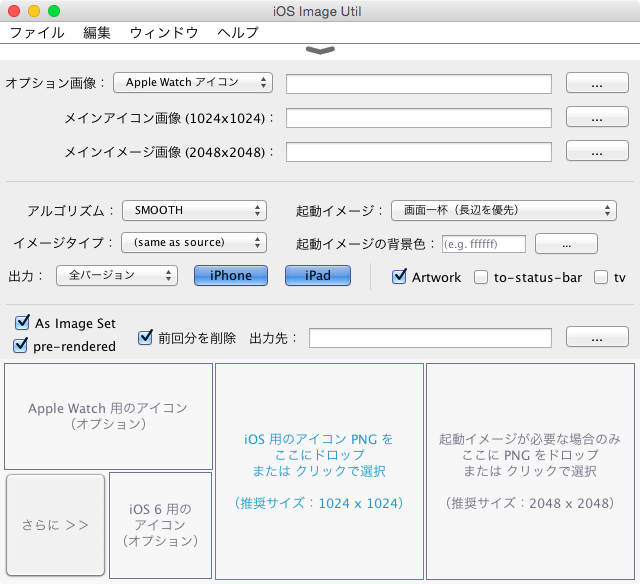 iOS Image Util
ファイル 編集 ウィンドウ ヘルプ
オプション画像： Apple Watch アイコン ...
メインアイコン画像 (1024x1024)： ...
メインイメージ画像 (2048x2048)： ...
アルゴリズム： SMOOTH 起動イメージ： 画面一杯（長辺を優先）
イメージタイプ： (same as source) 起動イメージの背景色： (e.g. ffffff) ...
出力： 全バージョン iPhone iPad Artwork to-status-bar tv
As Image Set
pre-rendered
前回分を削除 出力先： ...
Apple Watch 用のアイコン
（オプション）
さらに >>
iOS 6 用の
アイコン
（オプション）
iOS 用のアイコン PNG を
ここにドロップ
または クリックで選択
（推奨サイズ：1024 x 1024）
起動イメージが必要な場合のみ
ここに PNG をドロップ
または クリックで選択
（推奨サイズ：2048 x 2048）